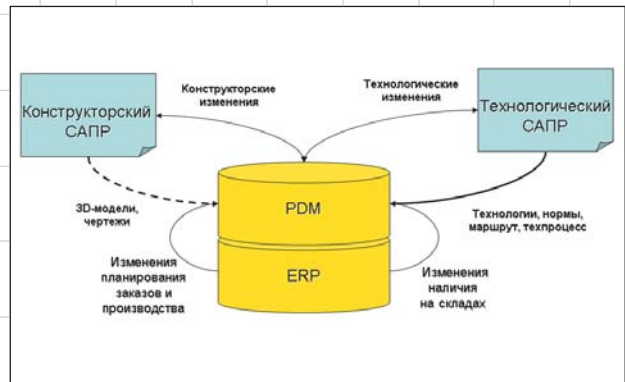 Конструкторские
изменения
Технологические
изменения
Конструкторский
САПР
Технологический
САПР
3D-модели,
чертежи
PDM
Технологии, нормы,
маршрут, техпроцесс
Изменения
планирования
заказов и
производства
ERP
Изменения
наличия
на складах